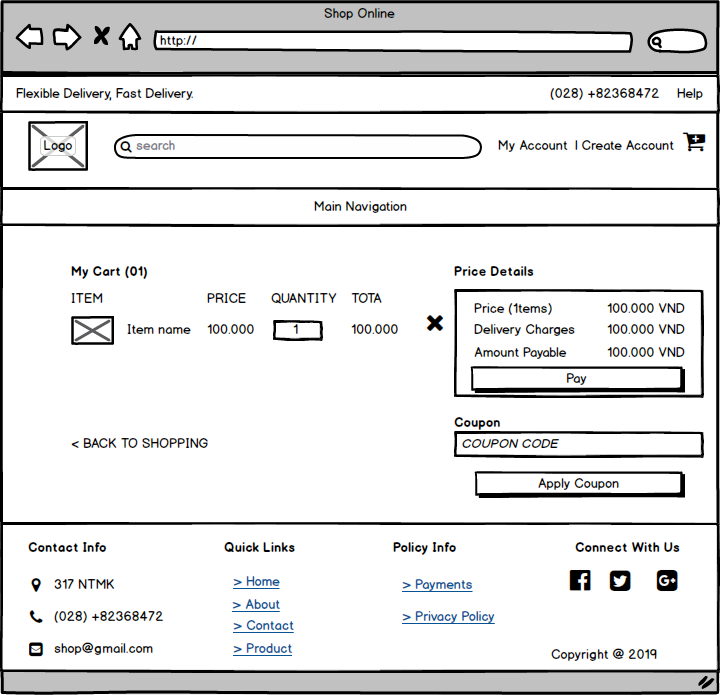 Shop Online
http://
Flexible Delivery, Fast Delivery.
(028) +82368472 Help
Logo
search
My Account | Create Account
Main Navigation
My Cart (01)
ITEM PRICE QUANTITY TOTA
Item name 100.000 1 100.000
< BACK TO SHOPPING
Price Details
Price (1tems) 100.000 VND
Delivery Charges 100.000 VND
Amount Payable 100.000 VND
Pay
Coupon
COUPON CODE
Apply Coupon
Contact Info
317 NTMK
(028) +82368472
shop@gmail.com
Quick Links
> Home
> About
> Contact
> Product
Policy Info
> Payments
> Privacy Policy
Connect With Us
f
G+
Copyright @ 2019